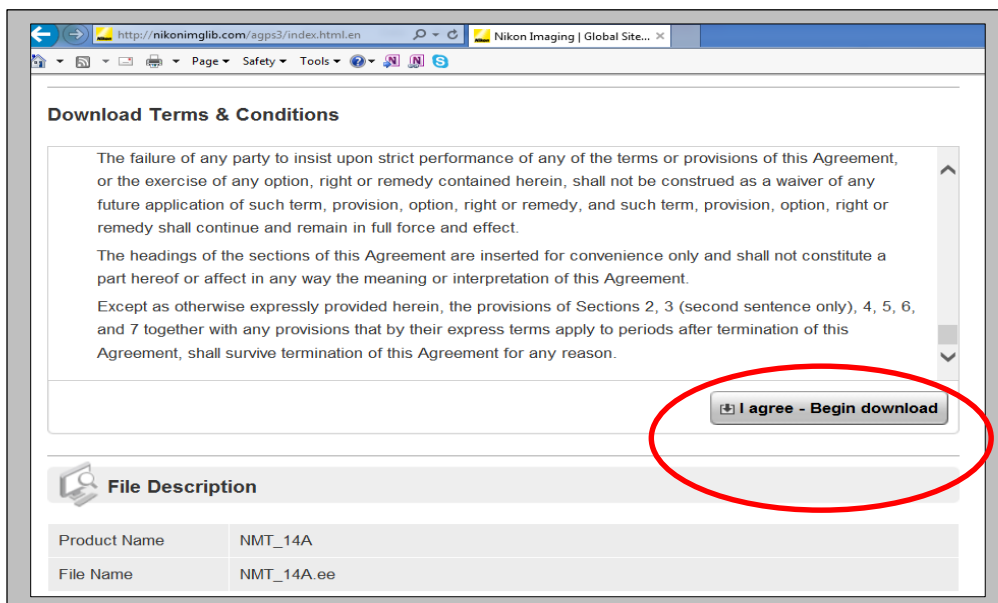 http://nikonimglib.com/agps3/index.html.en
Nikon Imaging | Global Site...
Page Safety Tools
Download Terms & Conditions
The failure of any party to insist upon strict performance of any of the terms or provisions of this Agreement,
or the exercise of any option, right or remedy contained herein, shall not be construed as a waiver of any
future application of such term, provision, option, right or remedy, and such term, provision, option, right or
remedy shall continue and remain in full force and effect.
The headings of the sections of this Agreement are inserted for convenience only and shall not constitute a
part hereof or affect in any way the meaning or interpretation of this Agreement.
Except as otherwise expressly provided herein, the provisions of Sections 2, 3 (second sentence only), 4, 5, 6,
and 7 together with any provisions that by their express terms apply to periods after termination of this
Agreement, shall survive termination of this Agreement for any reason.
I agree - Begin download
File Description
Product Name NMT_14A
File Name NMT_14A.ee